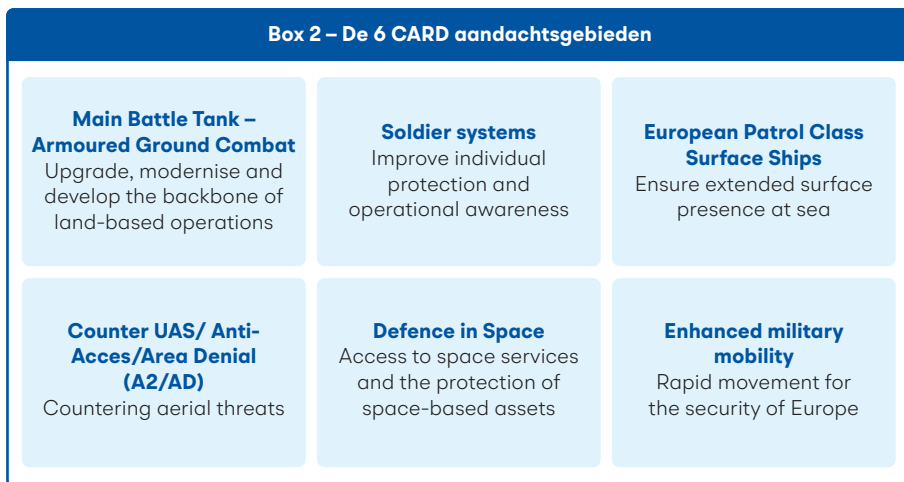 Box 2 – De 6 CARD aandachtsgebieden
Main Battle Tank –
Armoured Ground Combat
Upgrade, modernise and
develop the backbone of
land-based operations
Soldier systems
Improve individual
protection and
operational awareness
European Patrol Class
Surface Ships
Ensure extended surface
presence at sea
Counter UAS/ Anti-
Acces/Area Denial
(A2/AD)
Countering aerial threats
Defence in Space
Access to space services
and the protection of
space-based assets
Enhanced military
mobility
Rapid movement for
the security of Europe